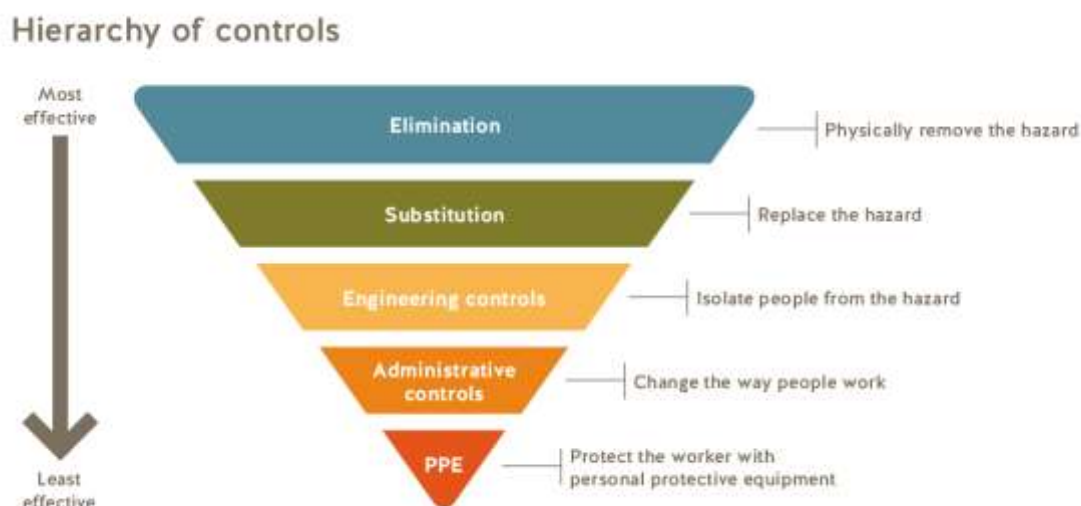 Hierarchy of controls
Most
effective
Elimination
Physically remove the hazard
Substitution
Replace the hazard
Engineering controls
Isolate people from the hazard
Administrative
controls
Change the way people work
PPE
Protect the worker with
personal protective equipment
Least
effective